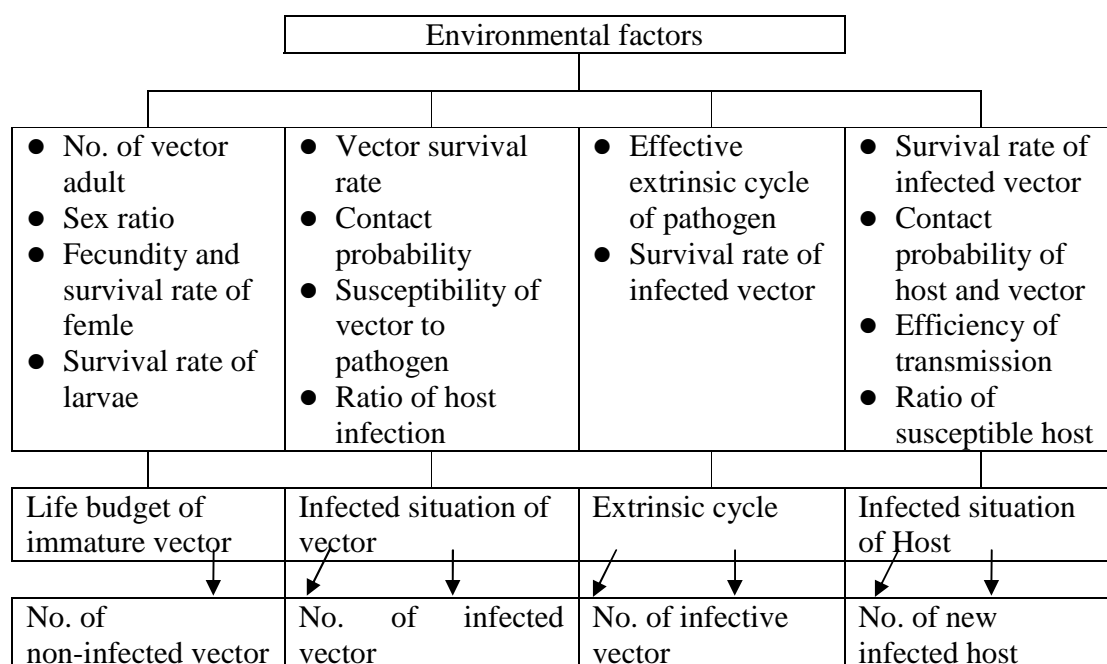 Environmental factors
● No. of vector
adult
● Sex ratio
● Fecundity and
survival rate of
femle
● Survival rate of
larvae
● Vector survival
rate
● Contact
probability
● Susceptibility of
vector to
pathogen
● Ratio of host
infection
● Effective
extrinsic cycle
of pathogen
● Survival rate of
infected vector
● Survival rate of
infected vector
● Contact
probability of
host and vector
● Efficiency of
transmission
● Ratio of
susceptible host
Life budget of
immature vector
Infected situation of
vector
Extrinsic cycle
Infected situation
of Host
No. of
non-infected vector
No. of infected
vector
No. of infective
vector
No. of new
infected host